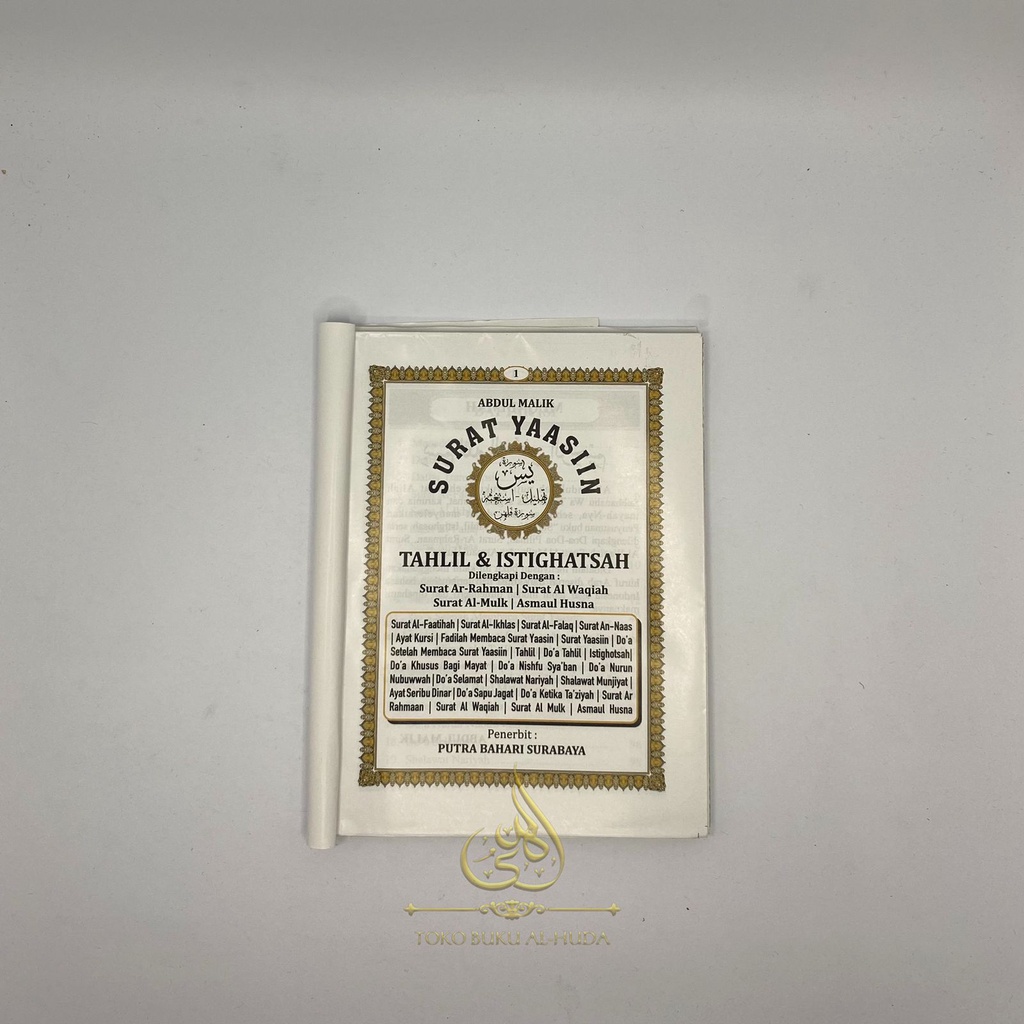 1
ABDUL MALIK
SURAT YAASIIN
سورة
يس
تهليل - استغثة
TAHLIL & ISTIGHATSAH
Dilengkapi Dengan :
Surat Ar-Rahman | Surat Al Waqiah
Surat Al-Mulk | Asmaul Husna
Surat Al-Faatihah | Surat Al-Ikhlas | Surat Al-Falaq | Surat An-Naas
| Ayat Kursi | Fadilah Membaca Surat Yaasin | Surat Yaasiin | Do'a
Setelah Membaca Surat Yaasiin | Tahlil | Do'a Tahlil | Istighotsah|
Do'a Khusus Bagi Mayat | Do'a Nishfu Sya'ban | Do'a Nurun
Nubuwwah | Do'a Selamat | Shalawat Nariyah | Shalawat Munjiyat |
Ayat Seribu Dinar | Do'a Sapu Jagat | Do'a Ketika Ta'ziyah | Surat Ar
Rahmaan | Surat Al Waqiah | Surat Al Mulk | Asmaul Husna
Penerbit :
PUTRA BAHARI SURABAYA
الهدى
TOKO BUKU AL-HUDA